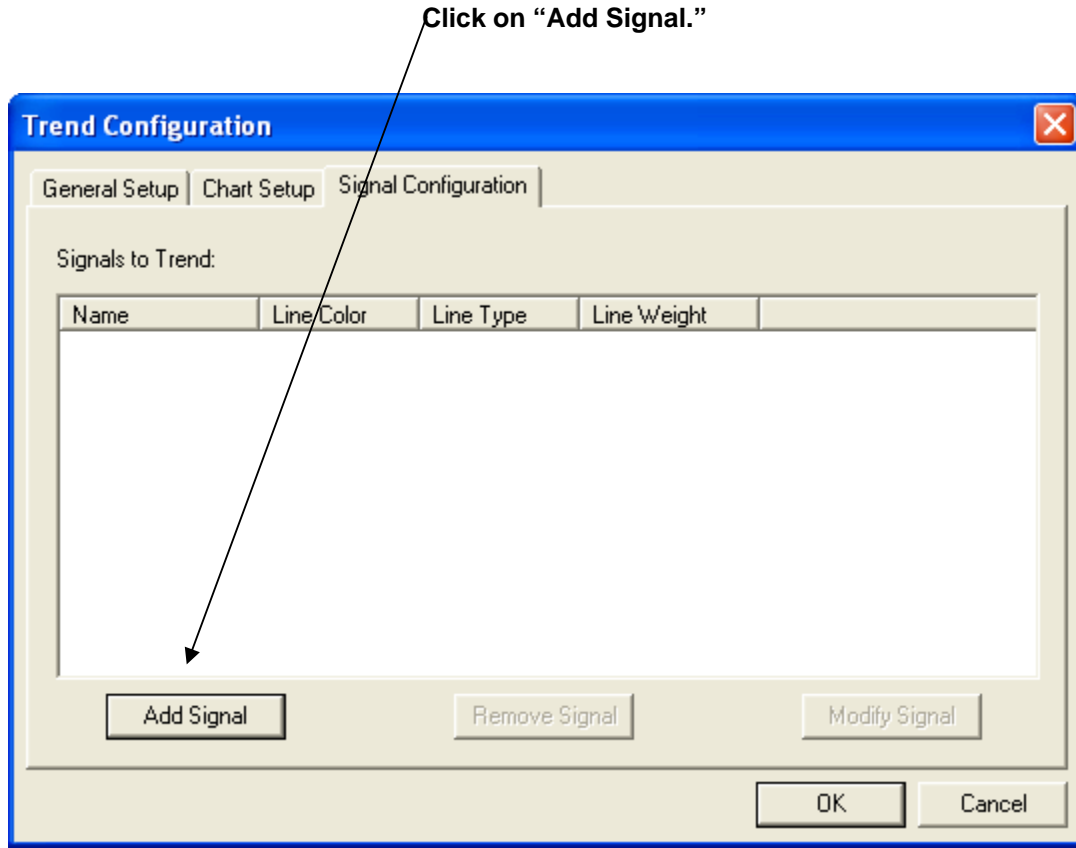 Click on “Add Signal.”
Trend Configuration
General Setup Chart Setup Signal Configuration
Signals to Trend:
Name Line Color Line Type Line Weight
Add Signal Remove Signal Modify Signal
OK Cancel